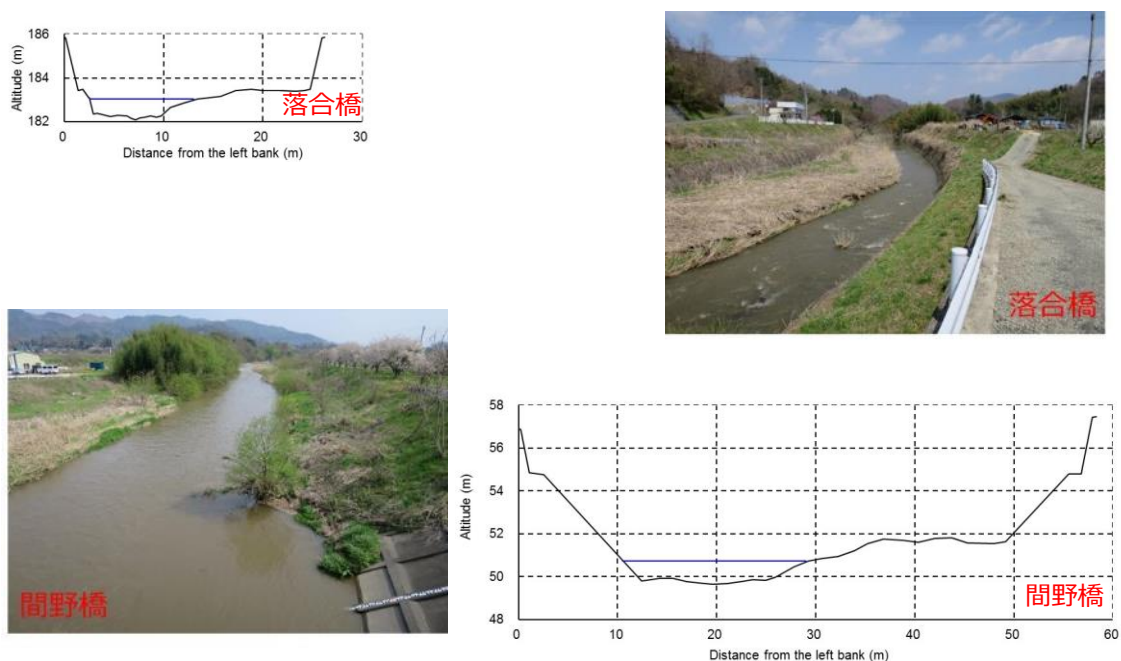 186
184
182
Altitude (m)
0
10
20
30
Distance from the left bank (m)
落合橋
落合橋
間野橋
58
56
54
52
50
48
Altitude (m)
0
10
20
30
40
50
60
Distance from the left bank (m)
間野橋